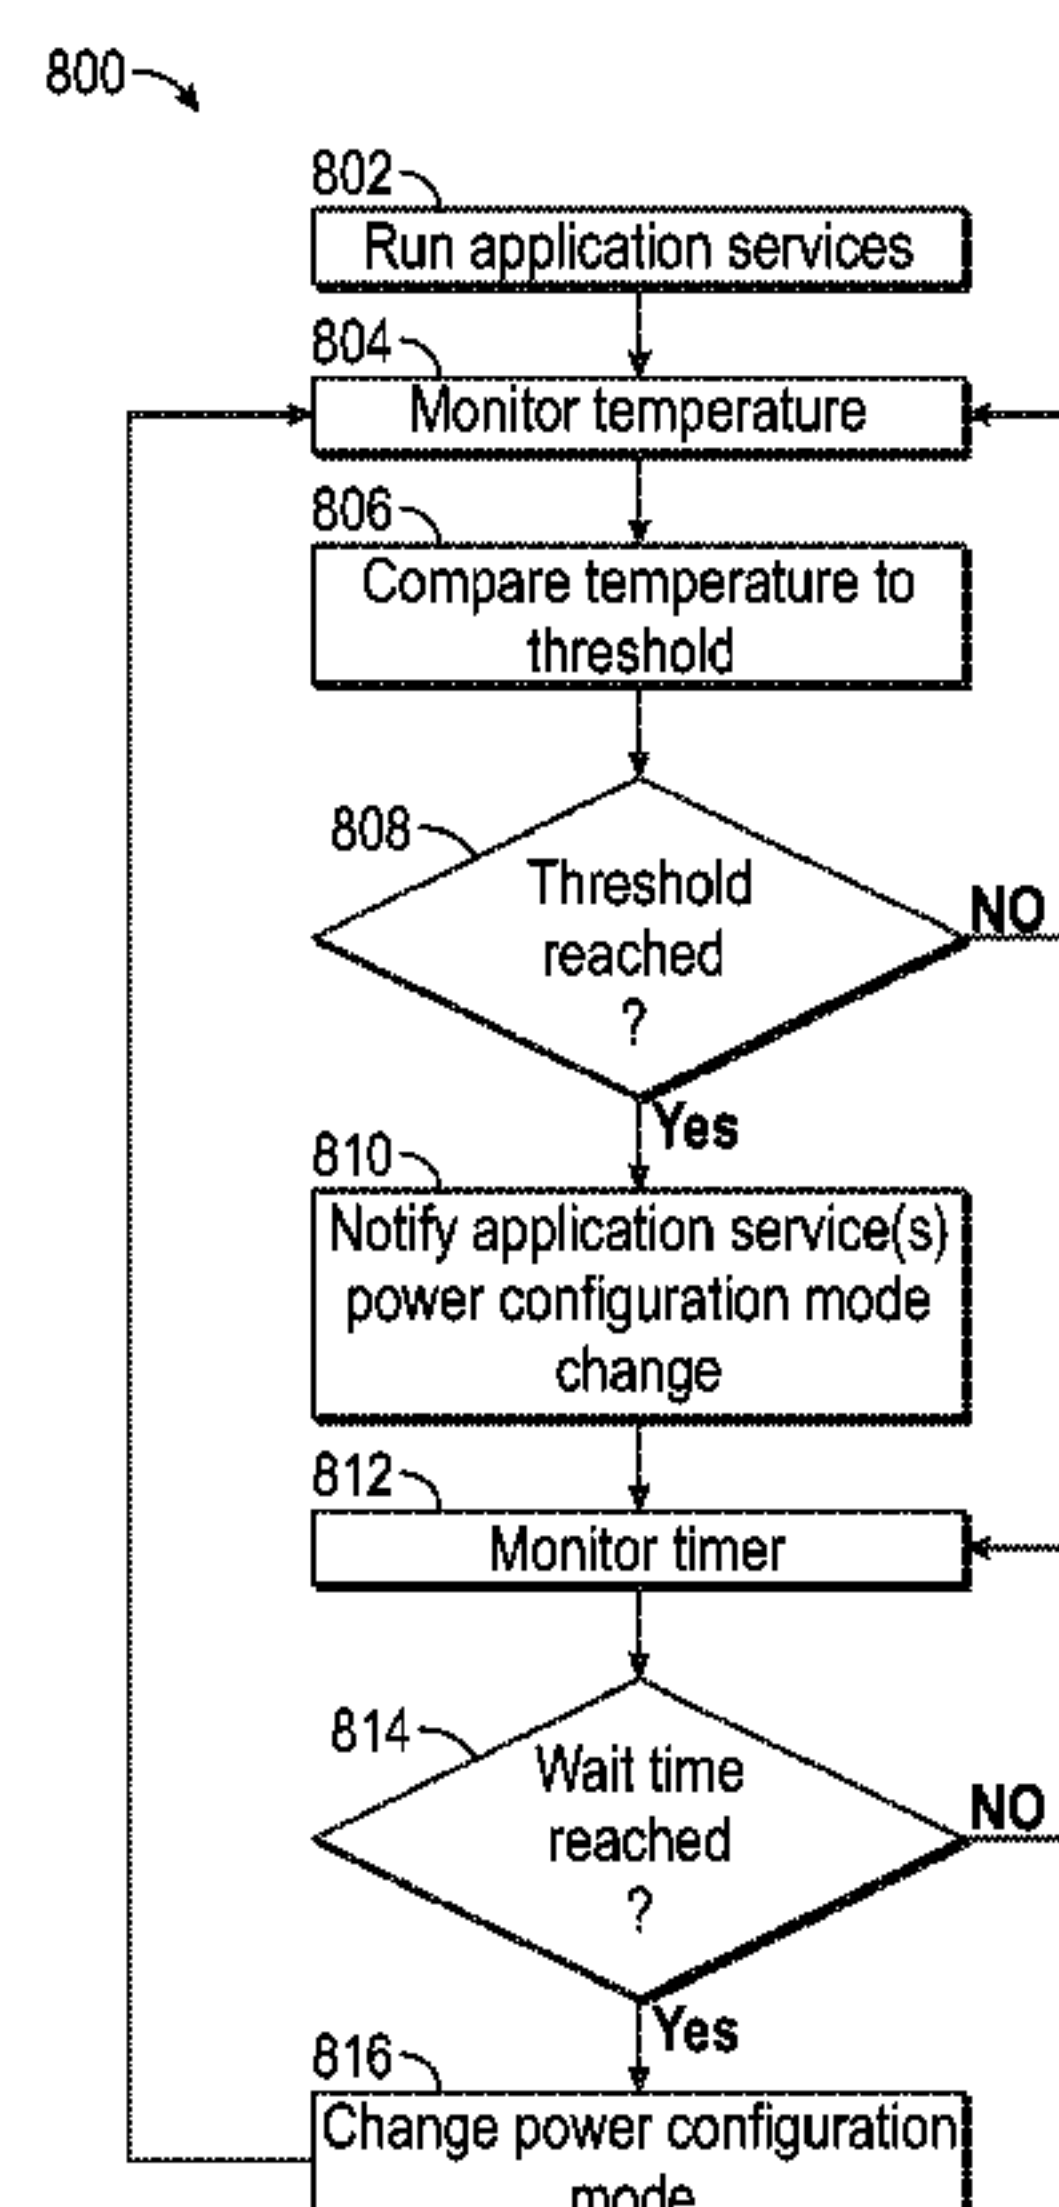 800
802
Run application services
804
Monitor temperature
806
Compare temperature to
threshold
808
Threshold
reached
?
NO
Yes
810
Notify application service(s)
power configuration mode
change
812
Monitor timer
814
Wait time
reached
?
NO
Yes
816
Change power configuration
mode